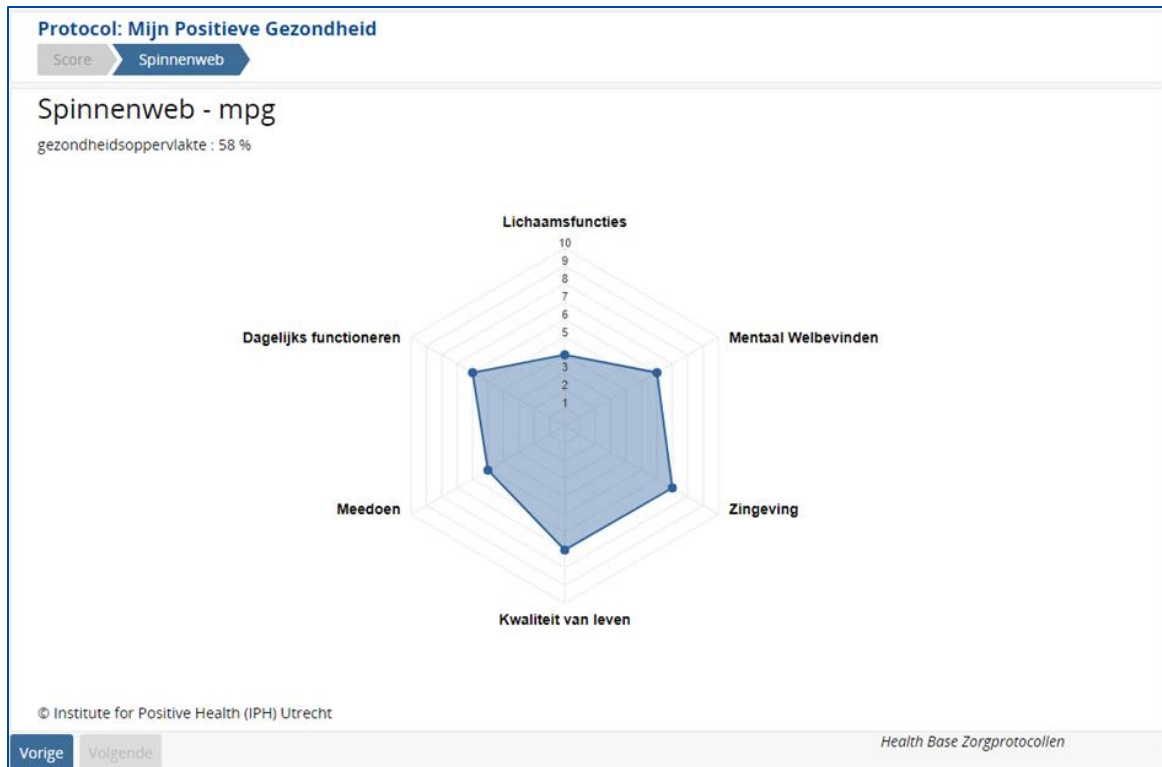 Protocol: Mijn Positieve Gezondheid
Score
Spinnenweb
Spinnenweb - mpg
gezondheidsoppervlakte : 58 %
Lichaamsfuncties
10
9
8
7
6
5
3
2
1
Dagelijks functioneren
Mentaal Welbevinden
Meedoen
Zingeving
Kwaliteit van leven
© Institute for Positive Health (IPH) Utrecht
Vorige
Volgende
Health Base Zorgprotocollen